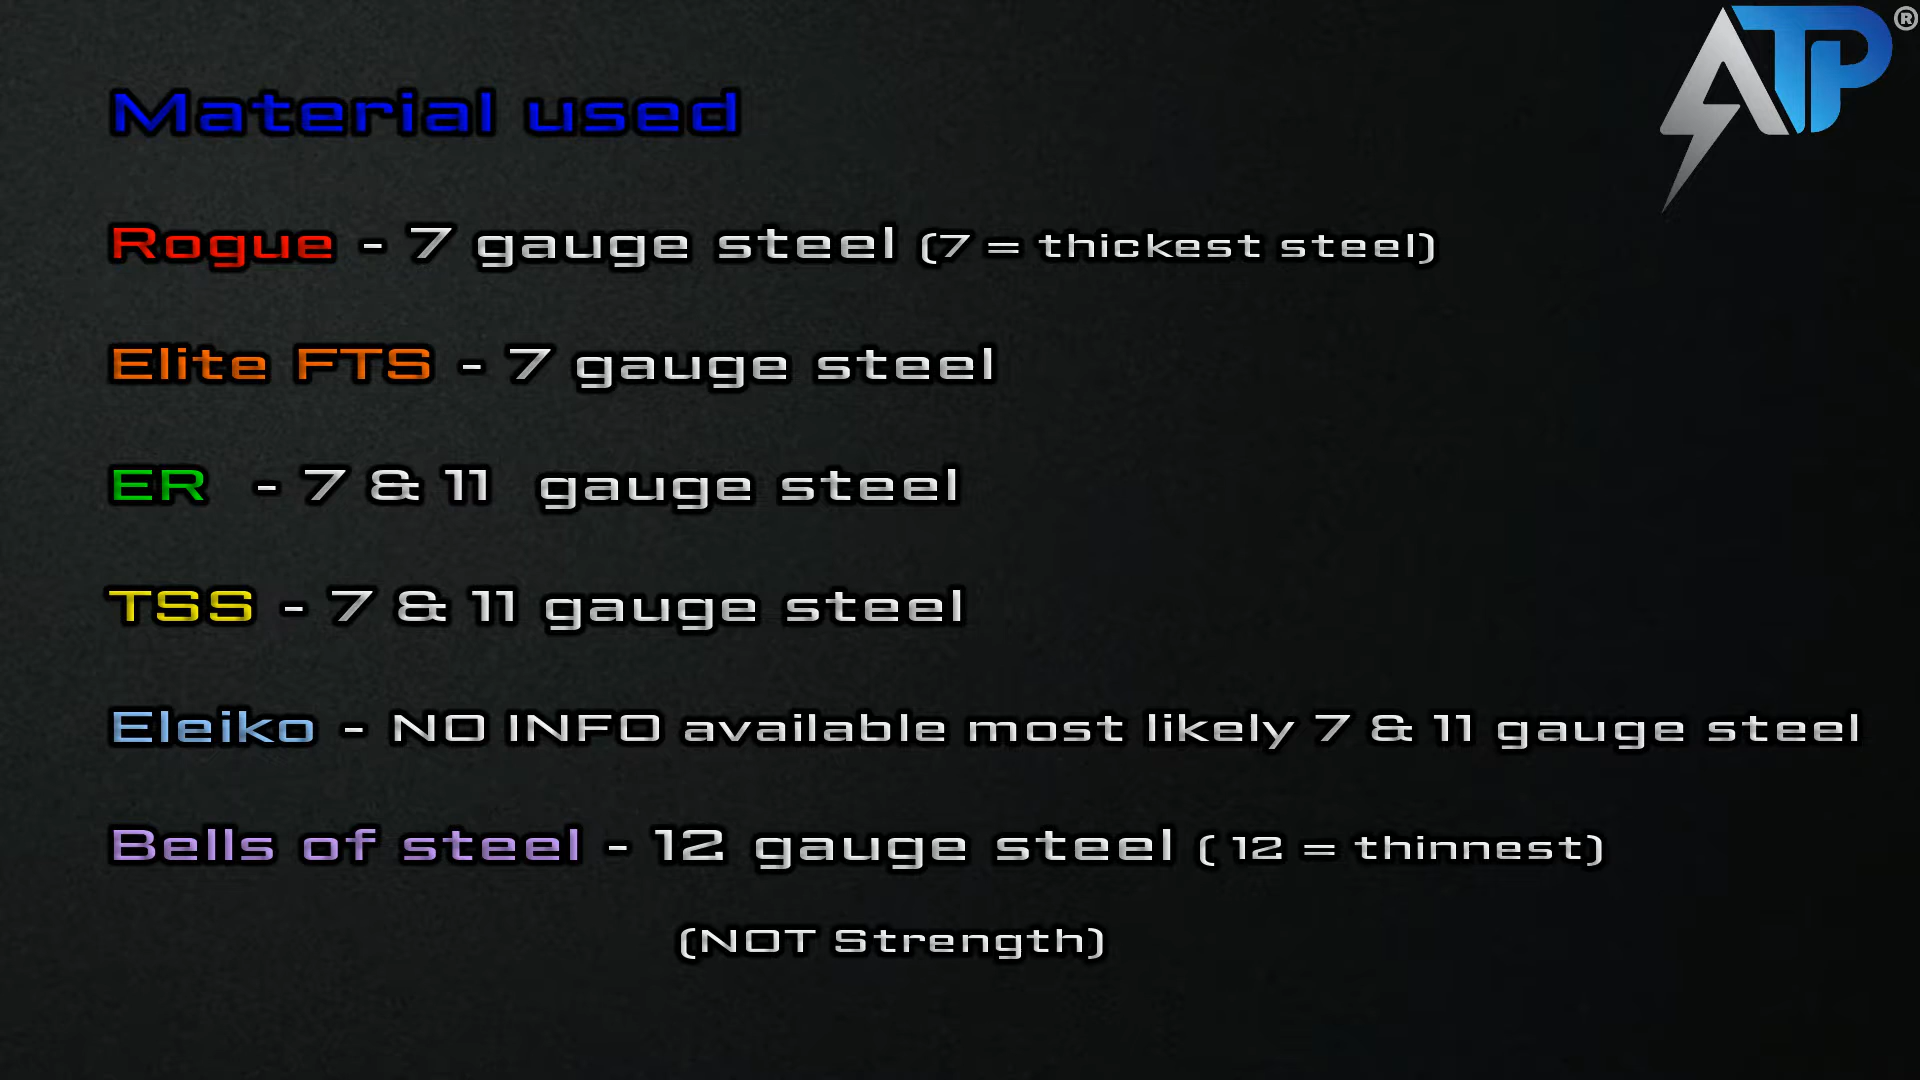 ATP®
Material used
Rogue - 7 gauge steel (7 = thickest steel)
Elite FTS - 7 gauge steel
ER - 7 & 11 gauge steel
TSS - 7 & 11 gauge steel
Eleiko - NO INFO available most likely 7 & 11 gauge steel
Bells of steel - 12 gauge steel ( 12 = thinnest)
(NOT Strength)